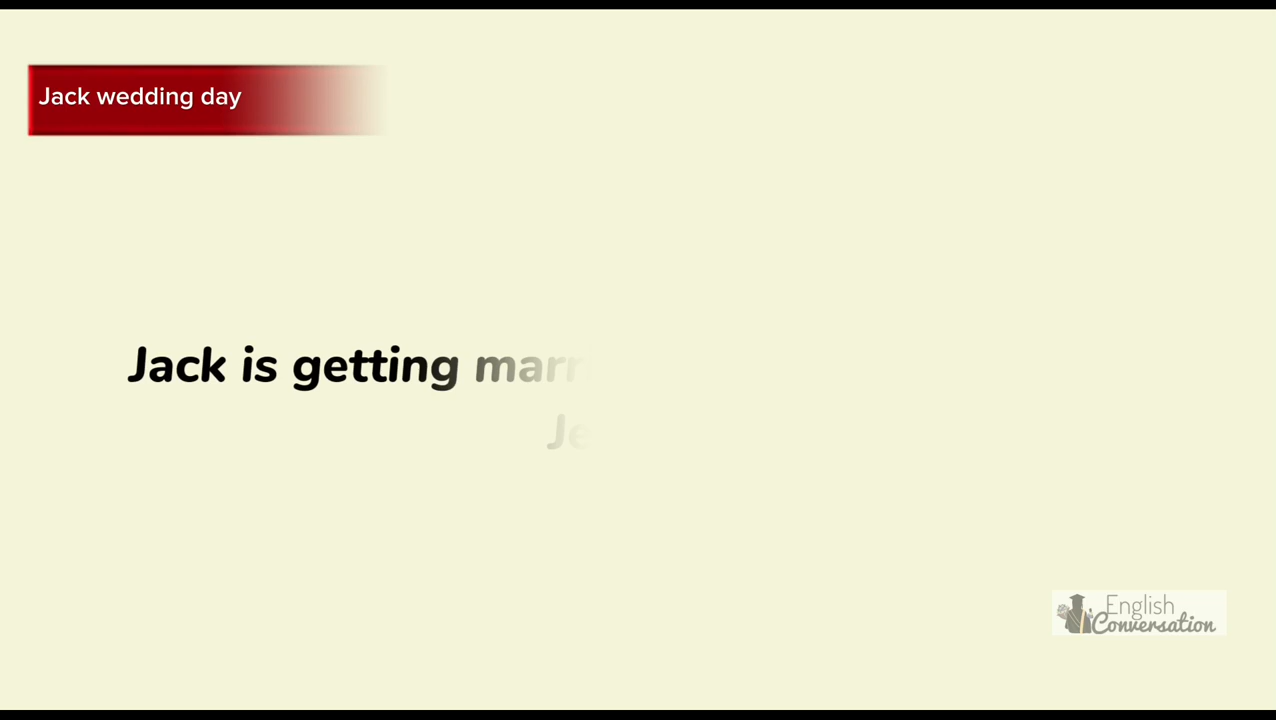 Jack wedding day
Jack is getting
English
Conversation